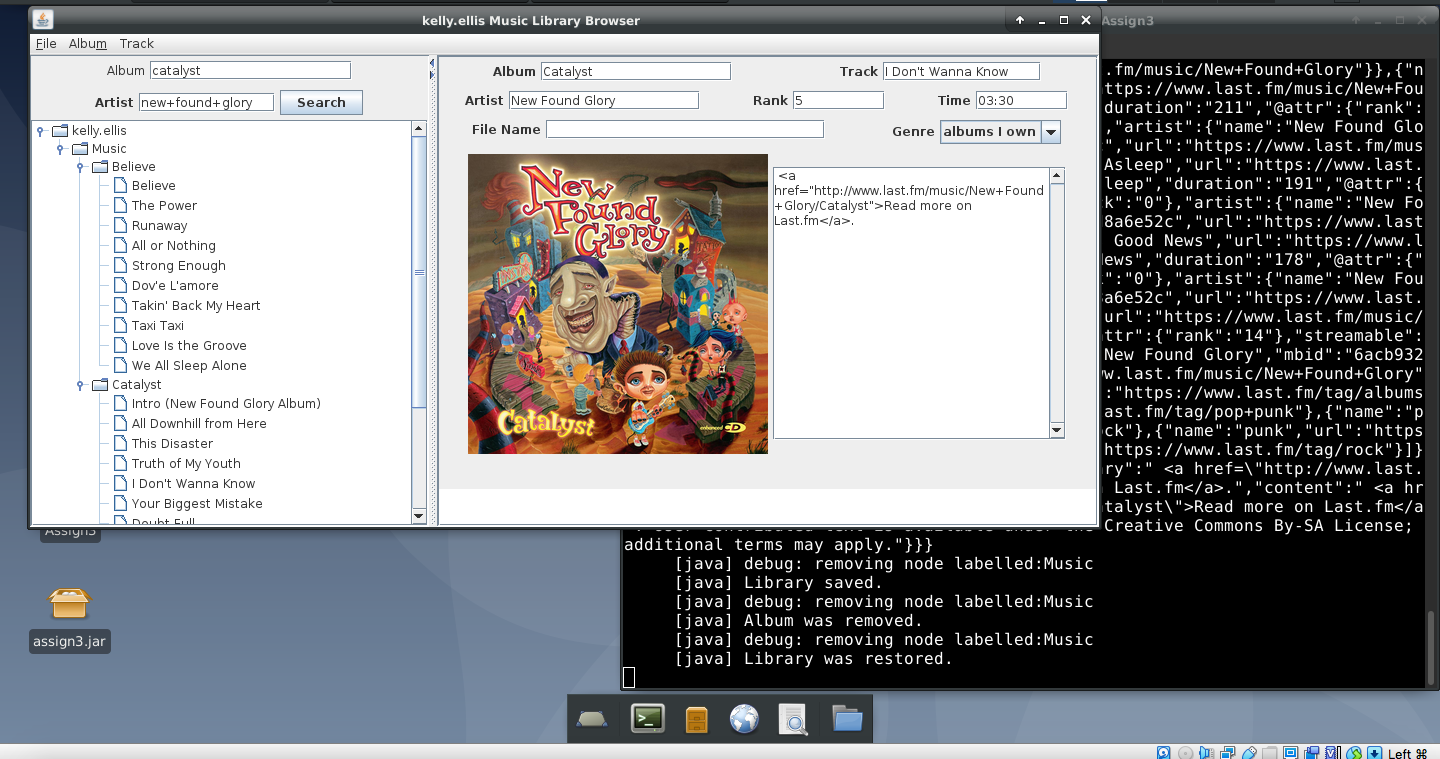 kelly.ellis Music Library Browser
File Album Track
Album catalyst
Artist new+found+glory Search
kelly.ellis
Music
Believe
Believe
The Power
Runaway
All or Nothing
Strong Enough
Dov'e L'amore
Takin' Back My Heart
Taxi Taxi
Love Is the Groove
We All Sleep Alone
Catalyst
Intro (New Found Glory Album)
All Downhill from Here
This Disaster
Truth of My Youth
I Don't Wanna Know
Your Biggest Mistake
Doubt Full
Album Catalyst Track I Don't Wanna Know
Artist New Found Glory Rank 5 Time 03:30
File Name Genre albums I own
New
Found
Glory
Catalyst
enhanced CD
<a
href="http://www.last.fm/music/New+Found
+Glory/Catalyst">Read more on
Last.fm</a>.
Assign3
.fm/music/New+Found+Glory"}},{"n
ttps://www.last.fm/music/New+Fou
duration":"211","@attr":{"rank":
,"artist":{"name":"New Found Glo
","url":"https://www.last.fm/mus
Asleep","url":"https://www.last.
leep","duration":"191","@attr":{
k":"0"},"artist":{"name":"New Fo
8a6e52c","url":"https://www.last
Good News","url":"https://www.l
News","duration":"178","@attr":{"
":"0"},"artist":{"name":"New Fou
a6e52c","url":"https://www.last.
url":"https://www.last.fm/music/
ttr":{"rank":"14"},"streamable":
New Found Glory","mbid":"6acb932
w.last.fm/music/New+Found+Glory"
:"https://www.last.fm/tag/albums
ast.fm/tag/pop+punk"},{"name":"p
ock"},{"name":"punk","url":"https
https://www.last.fm/tag/rock"}]}
ry":" <a href=\"http://www.last.
Last.fm</a>.","content":" <a hr
atalyst\">Read more on Last.fm</a
Creative Commons By-SA License;
additional terms may apply."}}}
[java] debug: removing node labelled:Music
[java] Library saved.
[java] debug: removing node labelled:Music
[java] Album was removed.
[java] debug: removing node labelled:Music
[java] Library was restored.
Assign3
assign3.jar
Left ⌘